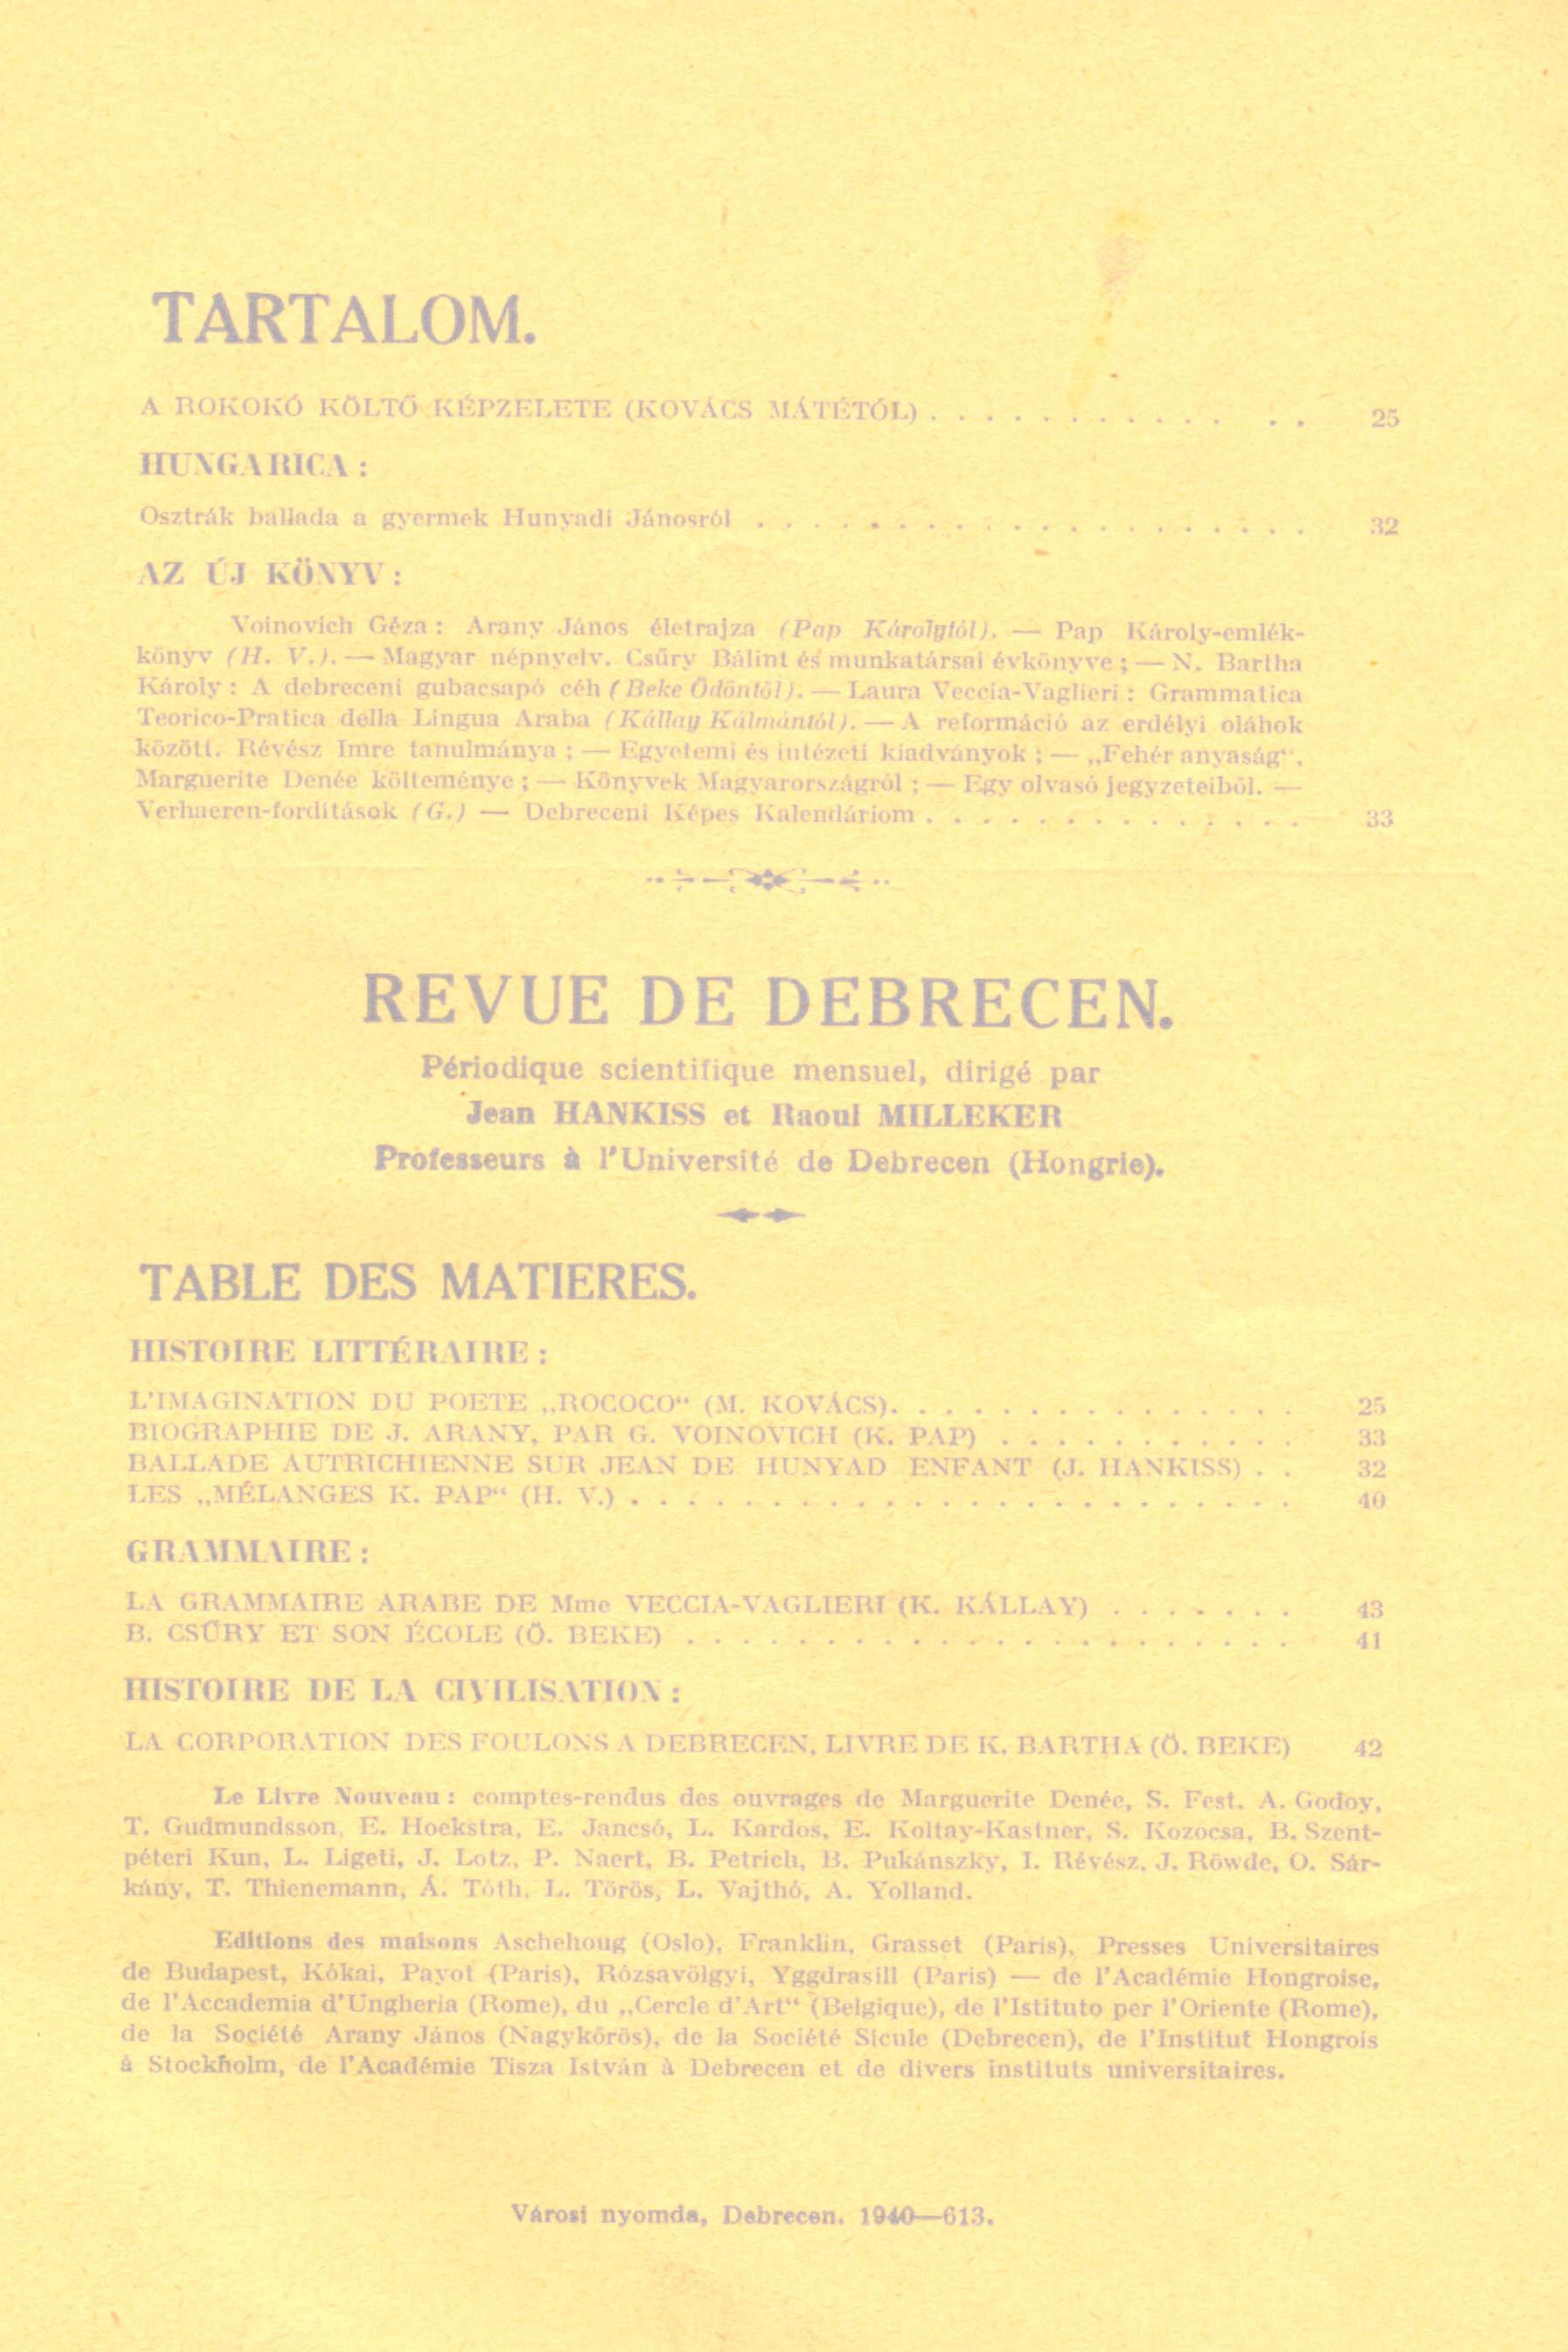 TARTALOM.
A ROKOKÓ KÖLTŐ KÉPZELETE (KOVÁCS MÁTÉTÓL) . . . . . . . . . . . . . 25
HUNGARICA :
Osztrák ballada a gyermek Hunyadi Jánosról . . . . . . . . . . . . . . . . . . . . 32
AZ ÚJ KÖNYV :
Voinovich Géza : Arany János életrajza (Pap Károlytól). — Pap Károly-emlék-
könyv (H. V.). — Magyar népnyelv. Csűry Bálint és munkatársai évkönyve ; — N. Bartha
Károly : A debreceni gubacsapó céh (Beke Ödöntől). — Laura Veccia-Vaglieri : Grammatica
Teorico-Pratica della Lingua Araba (Kállay Kálmántól). — A reformáció az erdélyi oláhok
között. Révész Imre tanulmánya ; — Egyetemi és intézeti kiadványok ; — „Fehér anyaság“,
Marguerite Denée költeménye ; — Könyvek Magyarországról ; — Egy olvasó jegyzeteiből. —
Verhaeren-fordítások (G.) — Debreceni Képes Kalendáriom . . . . . . . . . . . . . . 33
REVUE DE DEBRECEN.
Périodique scientifique mensuel, dirigé par
Jean HANKISS et Raoul MILLEKER
Professeurs à l'Université de Debrecen (Hongrie).
TABLE DES MATIERES.
HISTOIRE LITTÉRAIRE :
L'IMAGINATION DU POETE „ROCOCO“ (M. KOVÁCS). . . . . . . . . . . . . . . 25
BIOGRAPHIE DE J. ARANY, PAR G. VOINOVICH (K. PAP) . . . . . . . . . . . 33
BALLADE AUTRICHIENNE SUR JEAN DE HUNYAD ENFANT (J. HANKISS) . . 32
LES „MÉLANGES K. PAP“ (H. V.) . . . . . . . . . . . . . . . . . . . . . . . . 40
GRAMMAIRE :
LA GRAMMAIRE ARABE DE Mme VECCIA-VAGLIERI (K. KÁLLAY) . . . . . . . 43
B. CSŰRY ET SON ÉCOLE (Ö. BEKE) . . . . . . . . . . . . . . . . . . . . . . 41
HISTOIRE DE LA CIVILISATION :
LA CORPORATION DES FOULONS A DEBRECEN, LIVRE DE K. BARTHA (Ö. BEKE) 42
Le Livre Nouveau : comptes-rendus des ouvrages de Marguerite Denée, S. Fest, A. Godoy,
T. Gudmundsson, E. Hoekstra, E. Jancsó, L. Kardos, E. Koltay-Kastner, S. Kozocsa, B. Szent-
péteri Kun, L. Ligeti, J. Lotz, P. Naert, B. Petrich, B. Pukánszky, I. Révész, J. Röwde, O. Sár-
kány, T. Thienemann, Á. Tóth, L. Törös, L. Vajthó, A. Yolland.
Editions des maisons Aschehoug (Oslo), Franklin, Grasset (Paris), Presses Universitaires
de Budapest, Kókai, Payot (Paris), Rózsavölgyi, Yggdrasill (Paris) — de l'Académie Hongroise,
de l'Accademia d'Ungheria (Rome), du „Cercle d'Art“ (Belgique), de l'Istituto per l'Oriente (Rome),
de la Société Arany János (Nagykőrös), de la Société Sicule (Debrecen), de l'Institut Hongrois
à Stockholm, de l'Académie Tisza István à Debrecen et de divers instituts universitaires.
Városi nyomda, Debrecen. 1940—613.